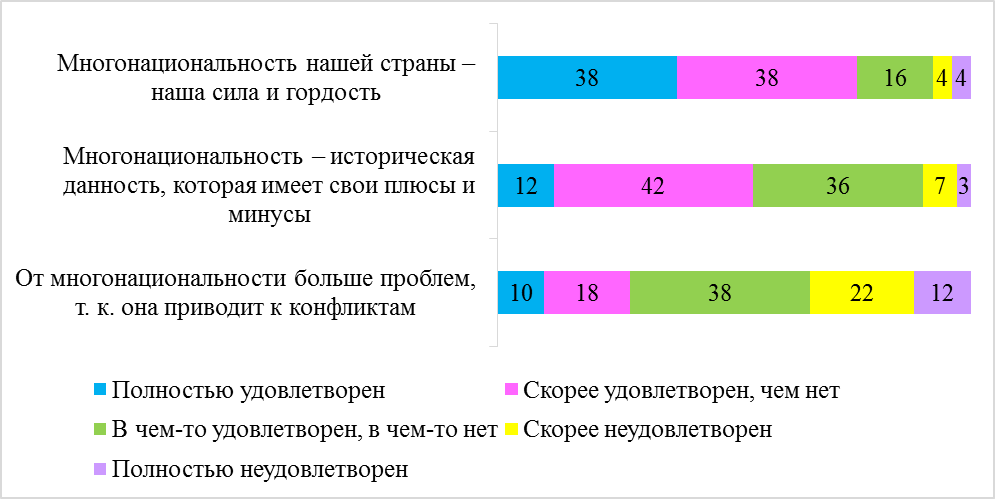 Многонациональность нашей страны –
наша сила и гордость
38 38 16 4 4
Многонациональность – историческая
данность, которая имеет свои плюсы и
минусы
12 42 36 7 3
От многонациональности больше проблем,
т. к. она приводит к конфликтам
10 18 38 22 12
Полностью удовлетворен
Скорее удовлетворен, чем нет
В чем-то удовлетворен, в чем-то нет
Скорее неудовлетворен
Полностью неудовлетворен